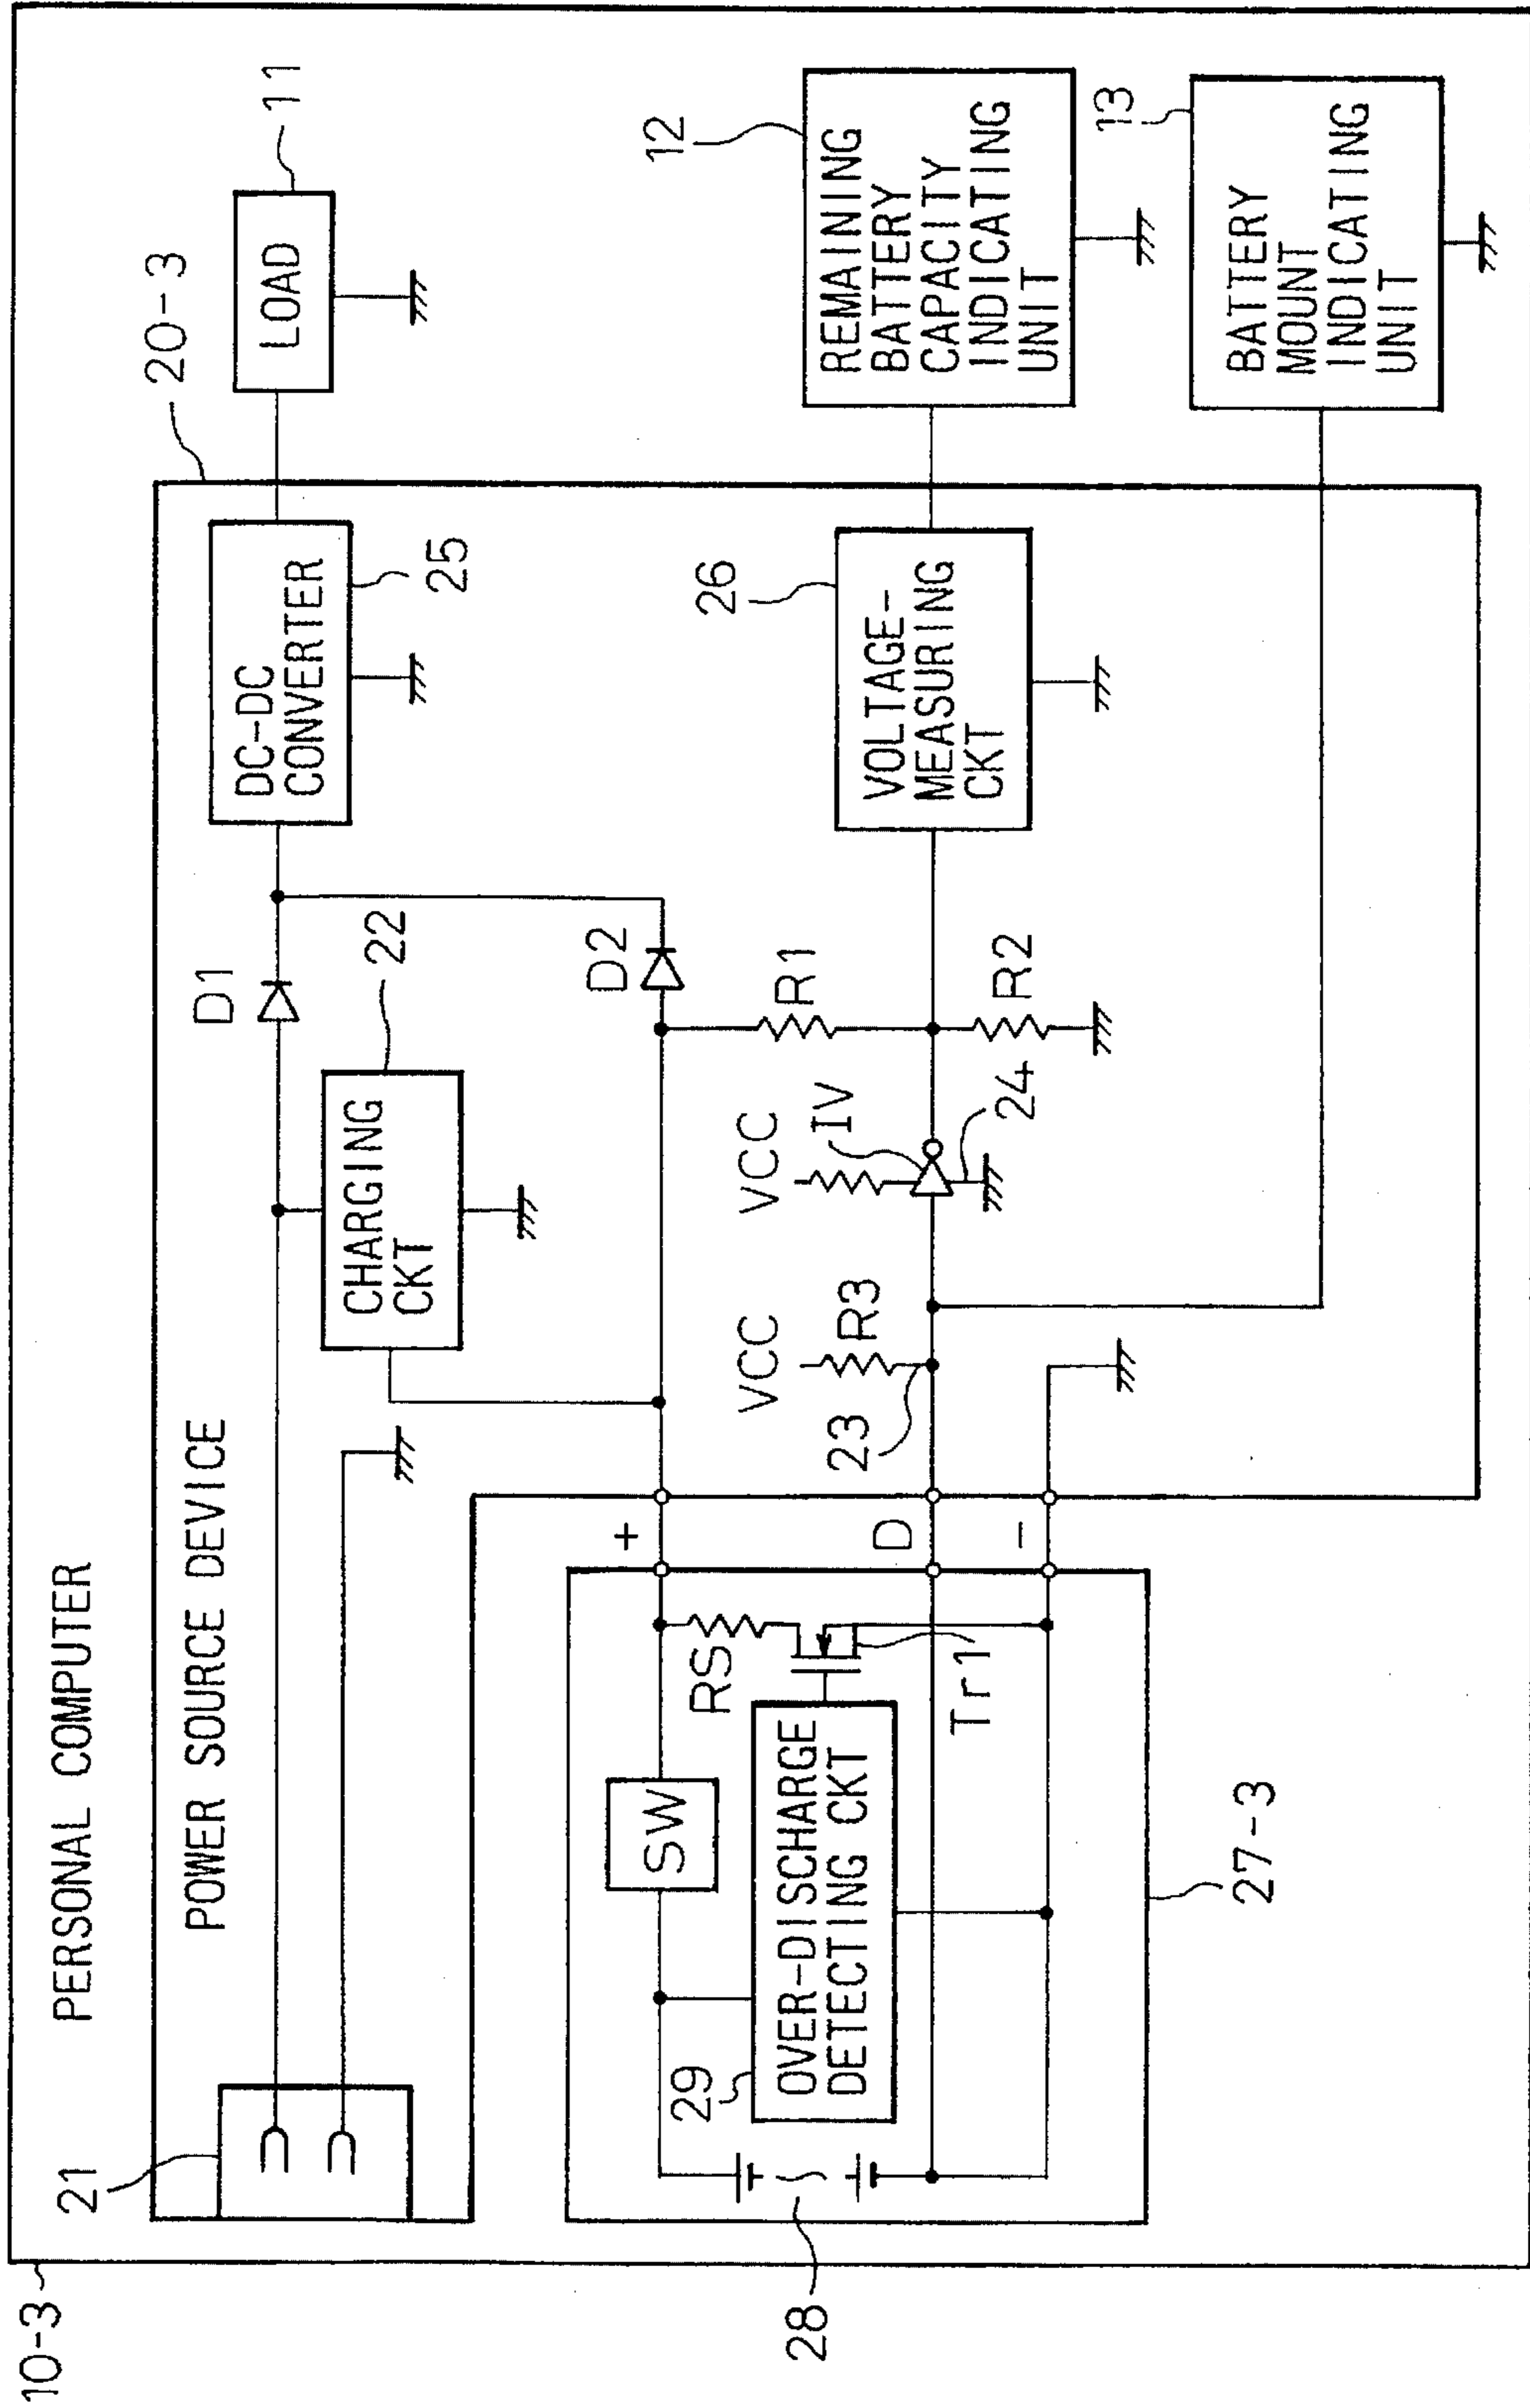 10-3
PERSONAL COMPUTER
21
POWER SOURCE DEVICE
20-3
D1
DC-DC
CONVERTER
25
LOAD
11
CHARGING
CKT
22
D2
+
D
-
SW
RS
29
OVER-DISCHARGE
DETECTING CKT
Tr1
28
27-3
VCC
R3
23
VCC
IV
24
R1
R2
26
VOLTAGE-
MEASURING
CKT
12
REMAINING
BATTERY
CAPACITY
INDICATING
UNIT
13
BATTERY
MOUNT
INDICATING
UNIT